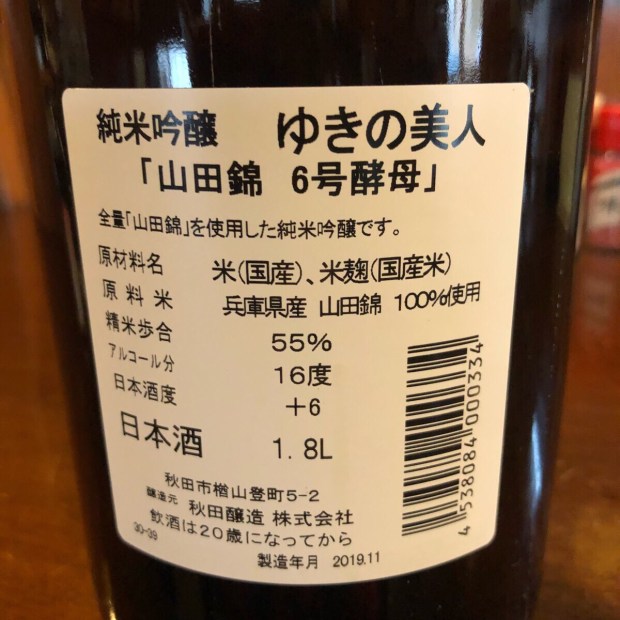 純米吟醸 ゆきの美人
「山田錦 6号酵母」
全量「山田錦」を使用した純米吟醸です。
原材料名 米(国産)、米麹(国産米)
原料米 兵庫県産 山田錦 100%使用
精米歩合 55%
アルコール分 16度
日本酒度 +6
日本酒 1.8L
秋田市楢山登町5-2
醸造元 秋田醸造 株式会社
飲酒は20歳になってから
30-39
製造年月 2019.11
4538084000334